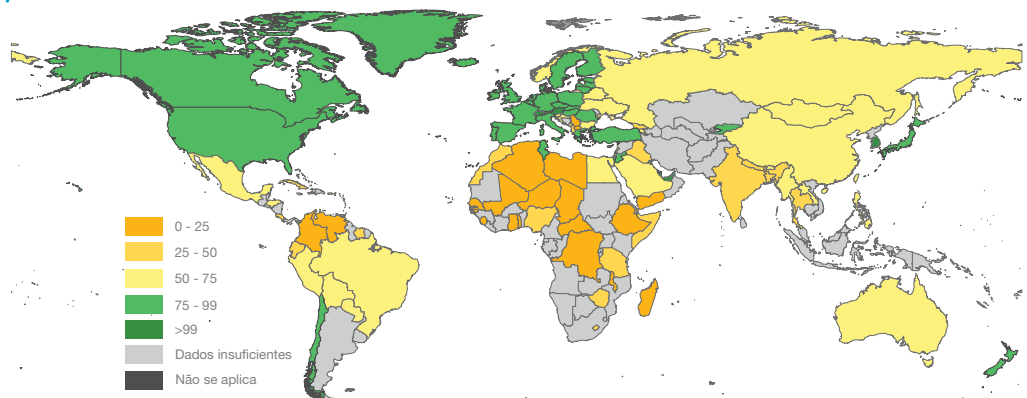 0 - 25
25 - 50
50 - 75
75 - 99
>99
Dados insuficientes
Não se aplica